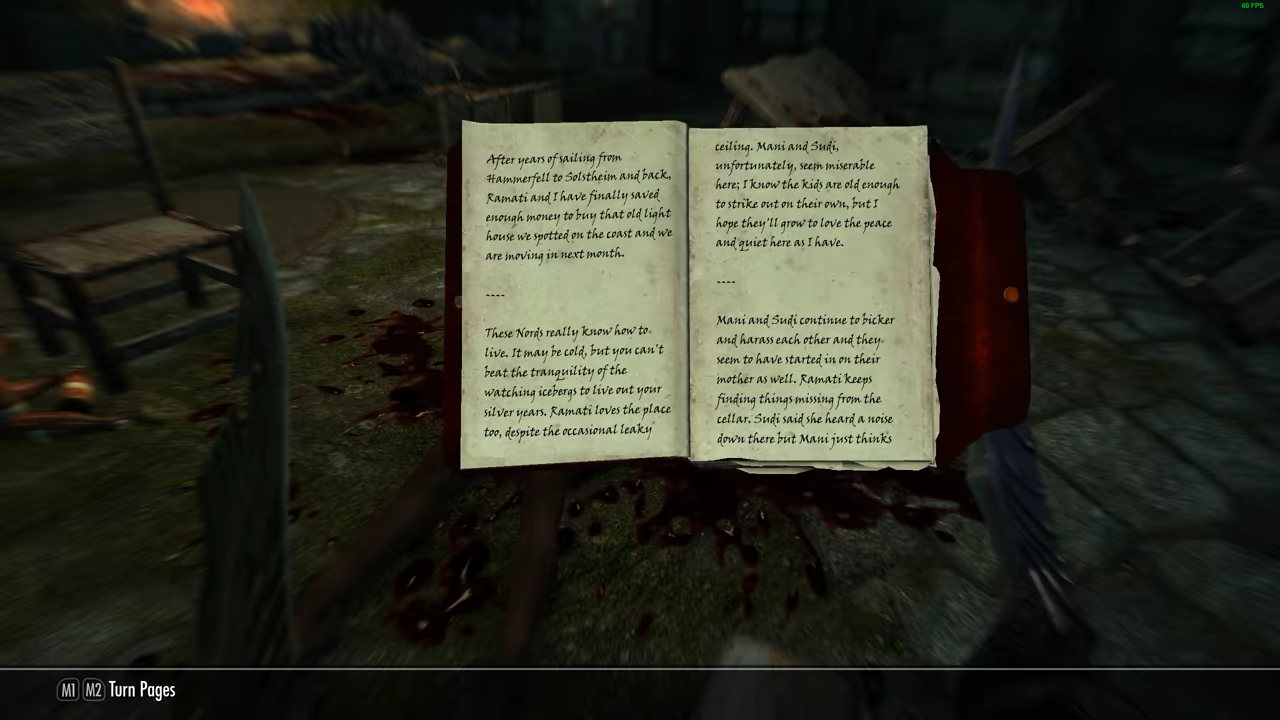 60 FPS
After years of sailing from
Hammerfell to Solstheim and back,
Ramati and I have finally saved
enough money to buy that old light
house we spotted on the coast and we
are moving in next month.
----
These Nords really know how to
live. It may be cold, but you can't
beat the tranquility of the
watching icebergs to live out your
silver years. Ramati loves the place
too, despite the occasional leaky
ceiling. Mani and Sudi,
unfortunately, seem miserable
here; I know the kids are old enough
to strike out on their own, but I
hope they'll grow to love the peace
and quiet here as I have.
----
Mani and Sudi continue to bicker
and harass each other and they
seem to have started in on their
mother as well. Ramati keeps
finding things missing from the
cellar. Sudi said she heard a noise
down there but Mani just thinks
M1 M2 Turn Pages